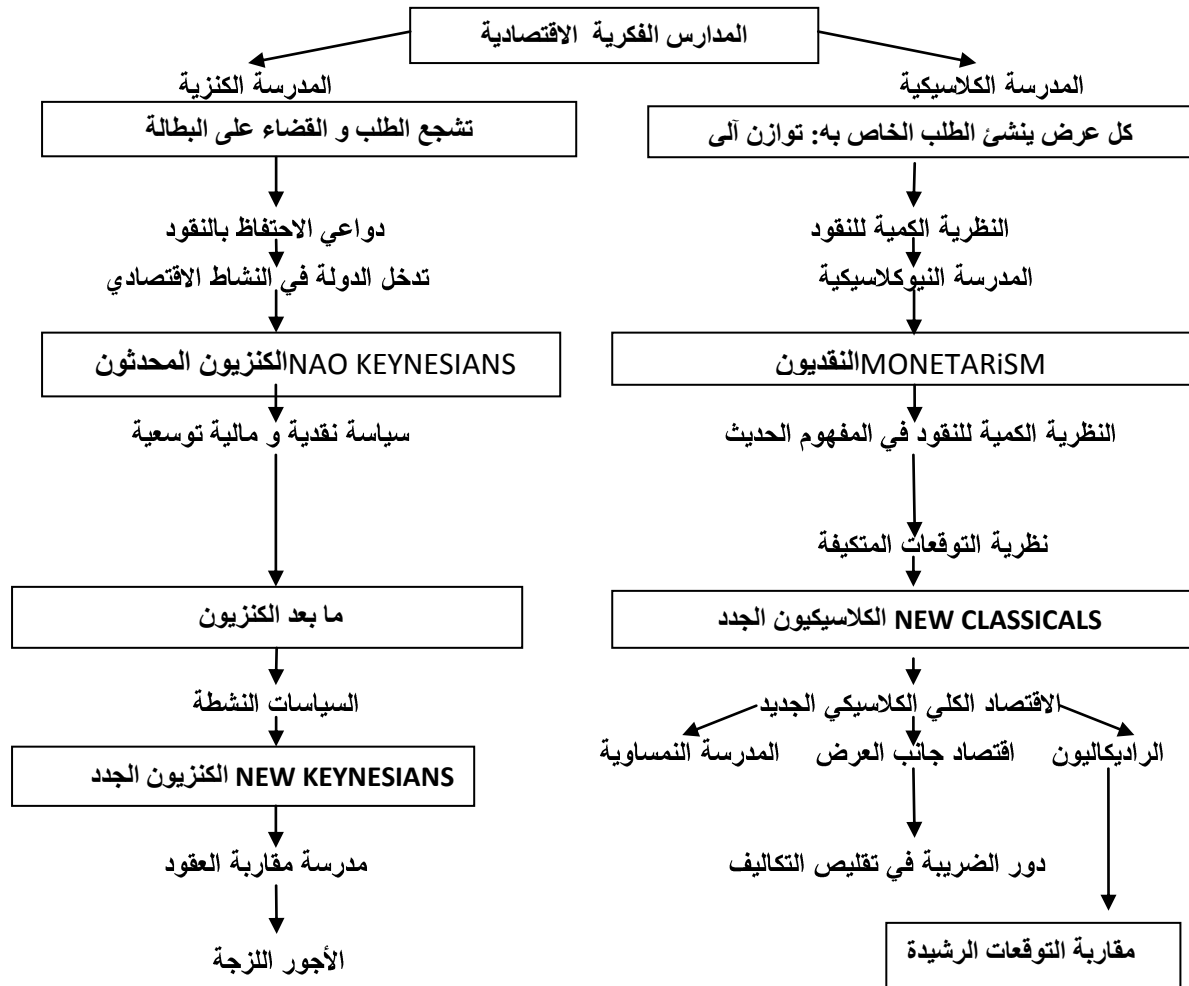 المدارس الفكرية الاقتصادية
المدرسة الكلاسيكية
المدرسة الكنزية
كل عرض ينشئ الطلب الخاص به: توازن آلى
تشجع الطلب و القضاء على البطالة
النظرية الكمية للنقود
دواعي الاحتفاظ بالنقود
المدرسة النيوكلاسيكية
تدخل الدولة في النشاط الاقتصادي
النقديون MONETARiSM
الكنزيون المحدثون NAO KEYNESIANS
النظرية الكمية للنقود في المفهوم الحديث
سياسة نقدية و مالية توسعية
نظرية التوقعات المتكيفة
الكلاسيكيون الجدد NEW CLASSICALS
ما بعد الكنزيون
الاقتصاد الكلي الكلاسيكي الجديد
السياسات النشطة
الراديكاليون
اقتصاد جانب العرض
المدرسة النمساوية
الكنزيون الجدد NEW KEYNESIANS
دور الضريبة في تقليص التكاليف
مدرسة مقاربة العقود
مقاربة التوقعات الرشيدة
الأجور اللزجة